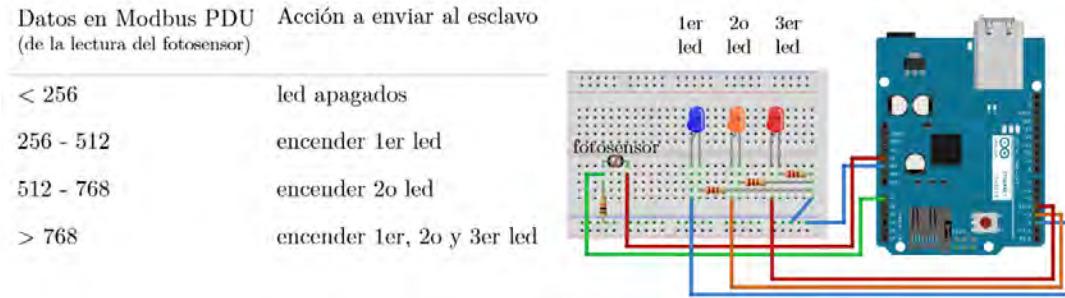 Datos en Modbus PDU Acción a enviar al esclavo
(de la lectura del fotosensor)
< 256 led apagados
256 - 512 encender 1er led
512 - 768 encender 2o led
> 768 encender 1er, 2o y 3er led
1er 2o 3er
led led led
fotosensor